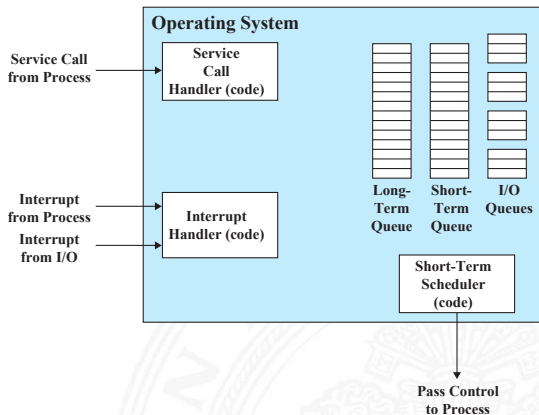 Operating System
Service Call
from Process
Service
Call
Handler (code)
Interrupt
from Process
Interrupt
from I/O
Interrupt
Handler (code)
Long-
Term
Queue
Short-
Term
Queue
I/O
Queues
Short-Term
Scheduler
(code)
Pass Control
to Process